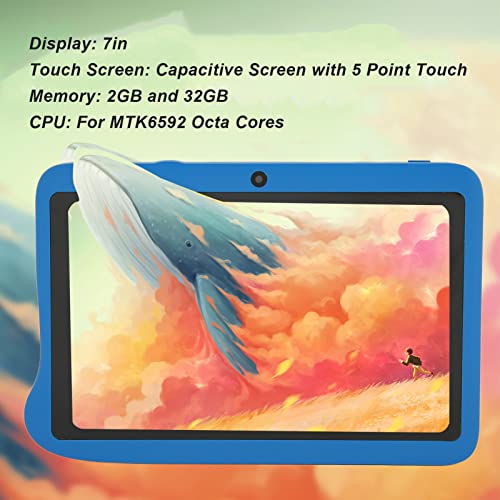 Display: 7in
Touch Screen: Capacitive Screen with 5 Point Touch
Memory: 2GB and 32GB
CPU: For MTK6592 Octa Cores